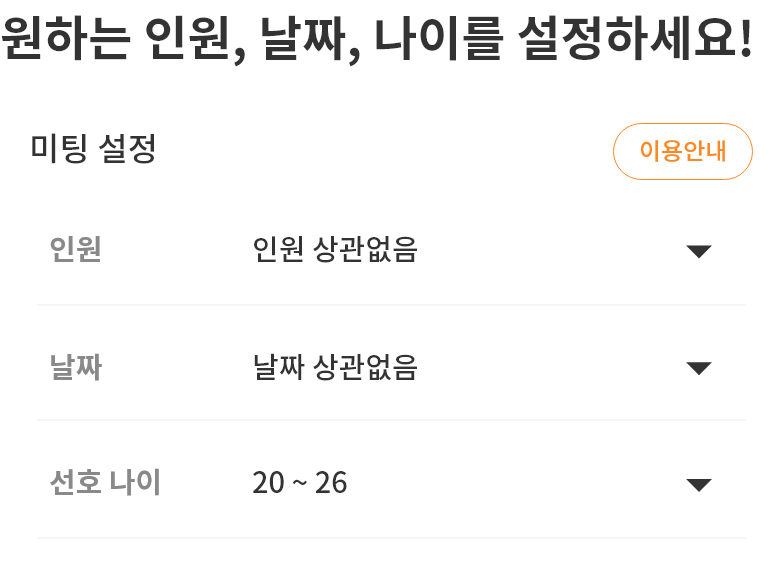 원하는 인원, 날짜, 나이를 설정하세요!
미팅 설정
이용안내
인원 인원 상관없음
날짜 날짜 상관없음
선호 나이 20 ~ 26